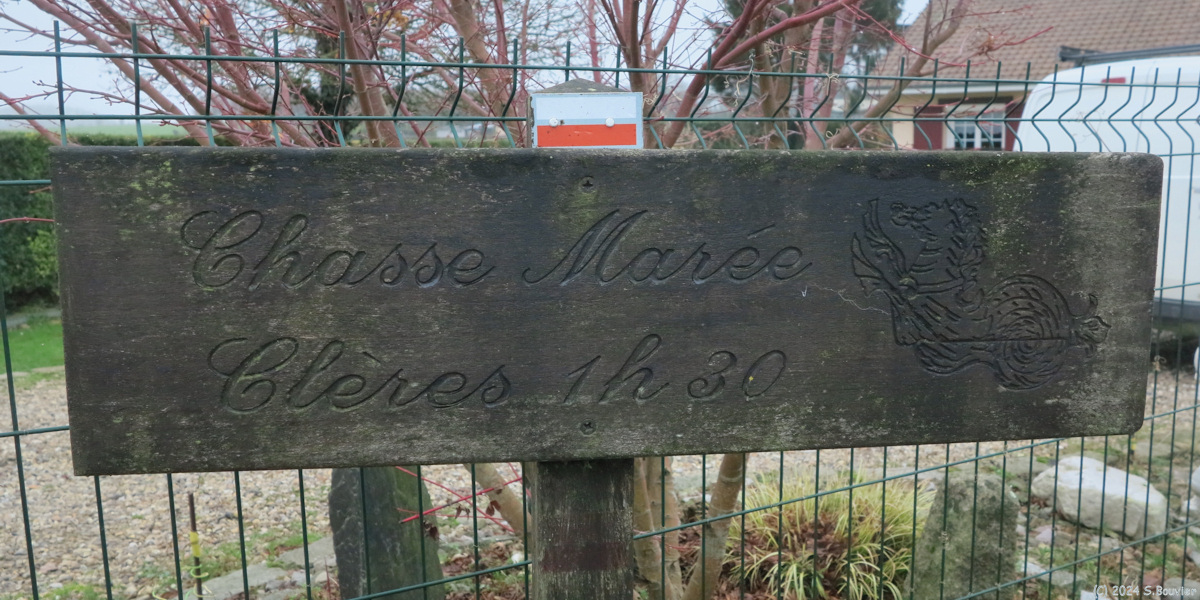 Chasse Marée
Clères 1h 30
(C) 2024 S.Bouvier